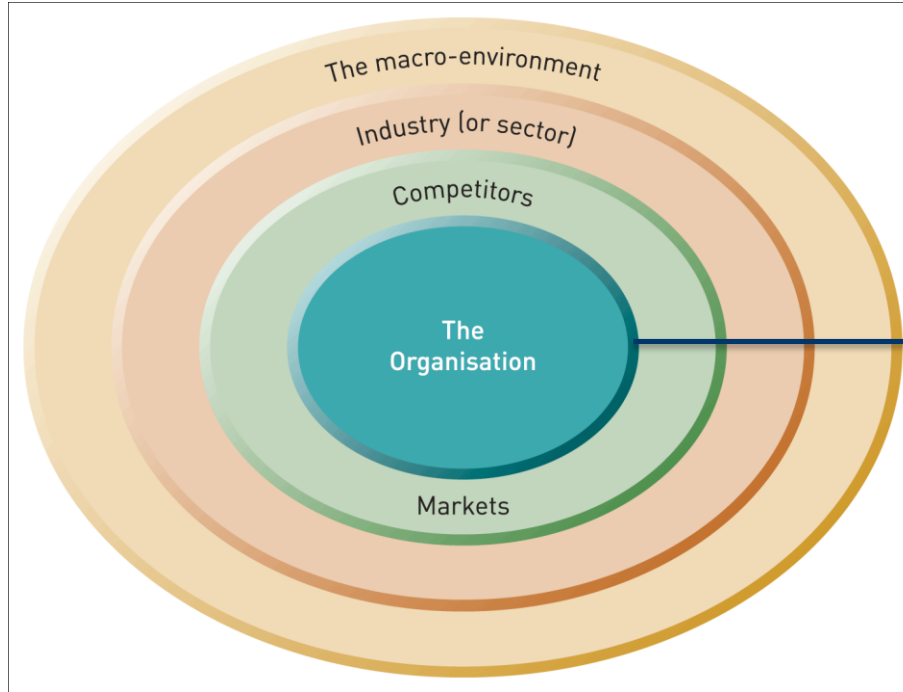 The macro-environment
Industry (or sector)
Competitors
The
Organisation
Markets